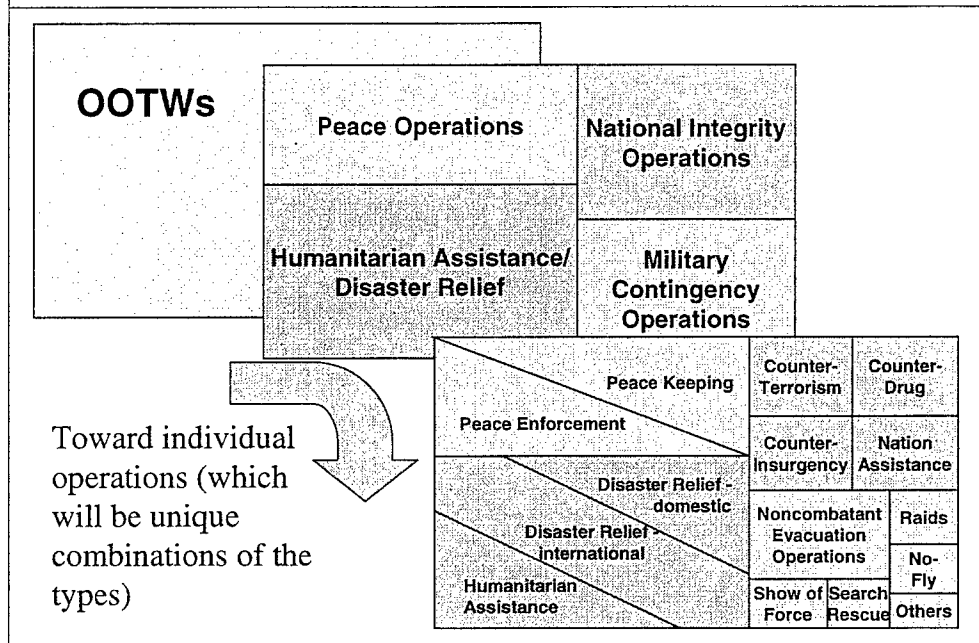 OOTWs
Peace Operations
National Integrity
Operations
Humanitarian Assistance/
Disaster Relief
Military
Contingency
Operations
Toward individual
operations (which
will be unique
combinations of the
types)
Peace Keeping
Peace Enforcement
Counter-
Terrorism
Counter-
Drug
Counter-
Insurgency
Nation
Assistance
Disaster Relief -
domestic
Disaster Relief -
international
Humanitarian
Assistance
Noncombatant
Evacuation
Operations
Raids
No-
Fly
Show of
Force
Search
Rescue
Others